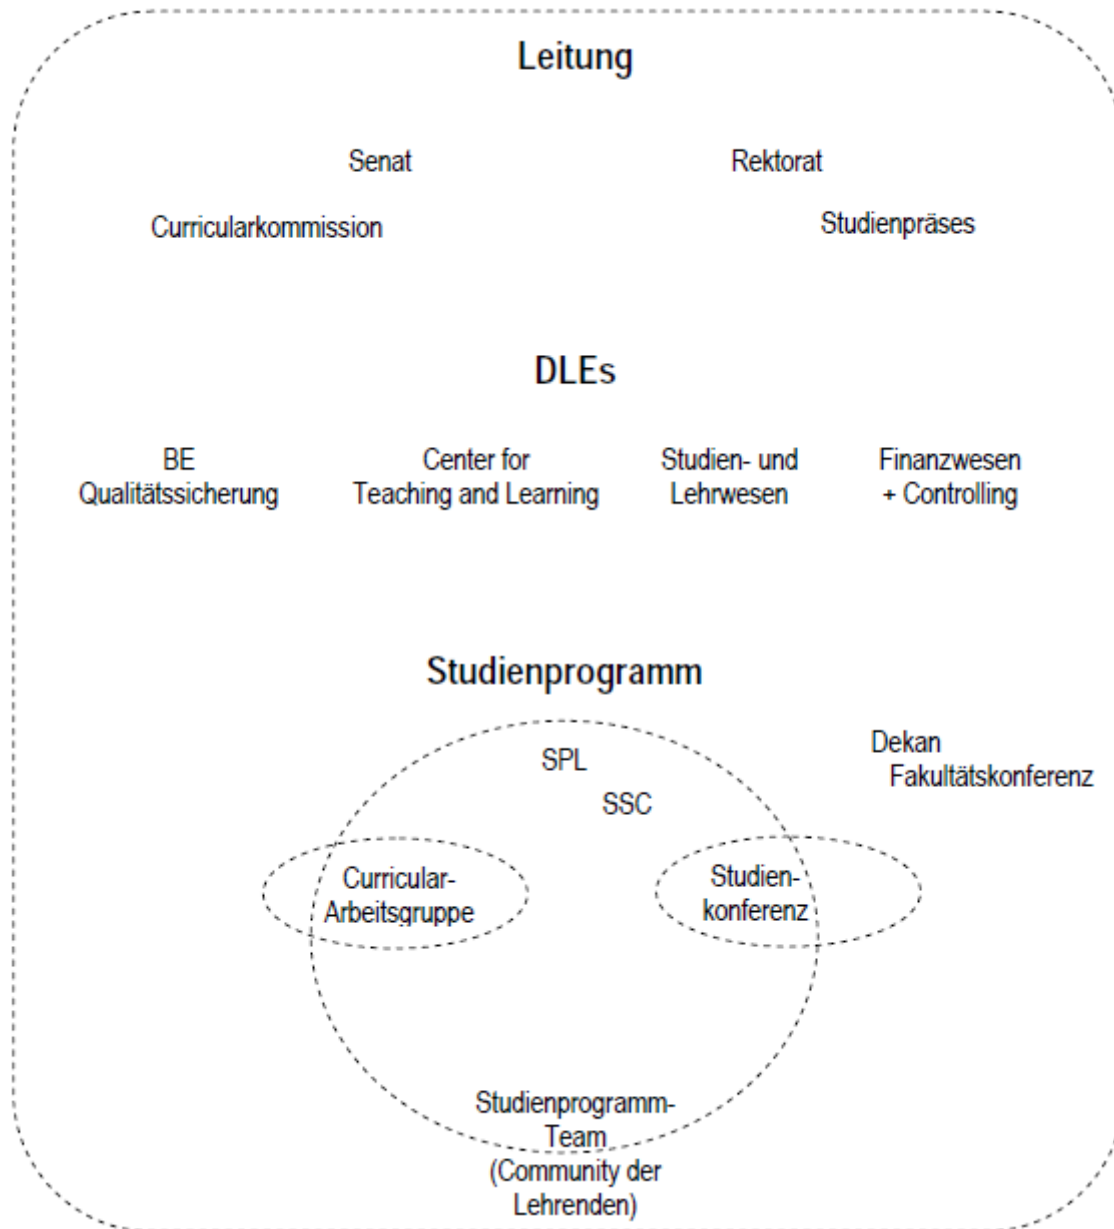 Leitung
Senat
Rektorat
Curricularkommission
Studienpräses
DLEs
BE
Qualitätssicherung
Center for
Teaching and Learning
Studien- und
Lehrwesen
Finanzwesen
+ Controlling
Studienprogramm
SPL
SSC
Dekan
Fakultätskonferenz
Curricular-
Arbeitsgruppe
Studien-
konferenz
Studienprogramm-
Team
(Community der
Lehrenden)